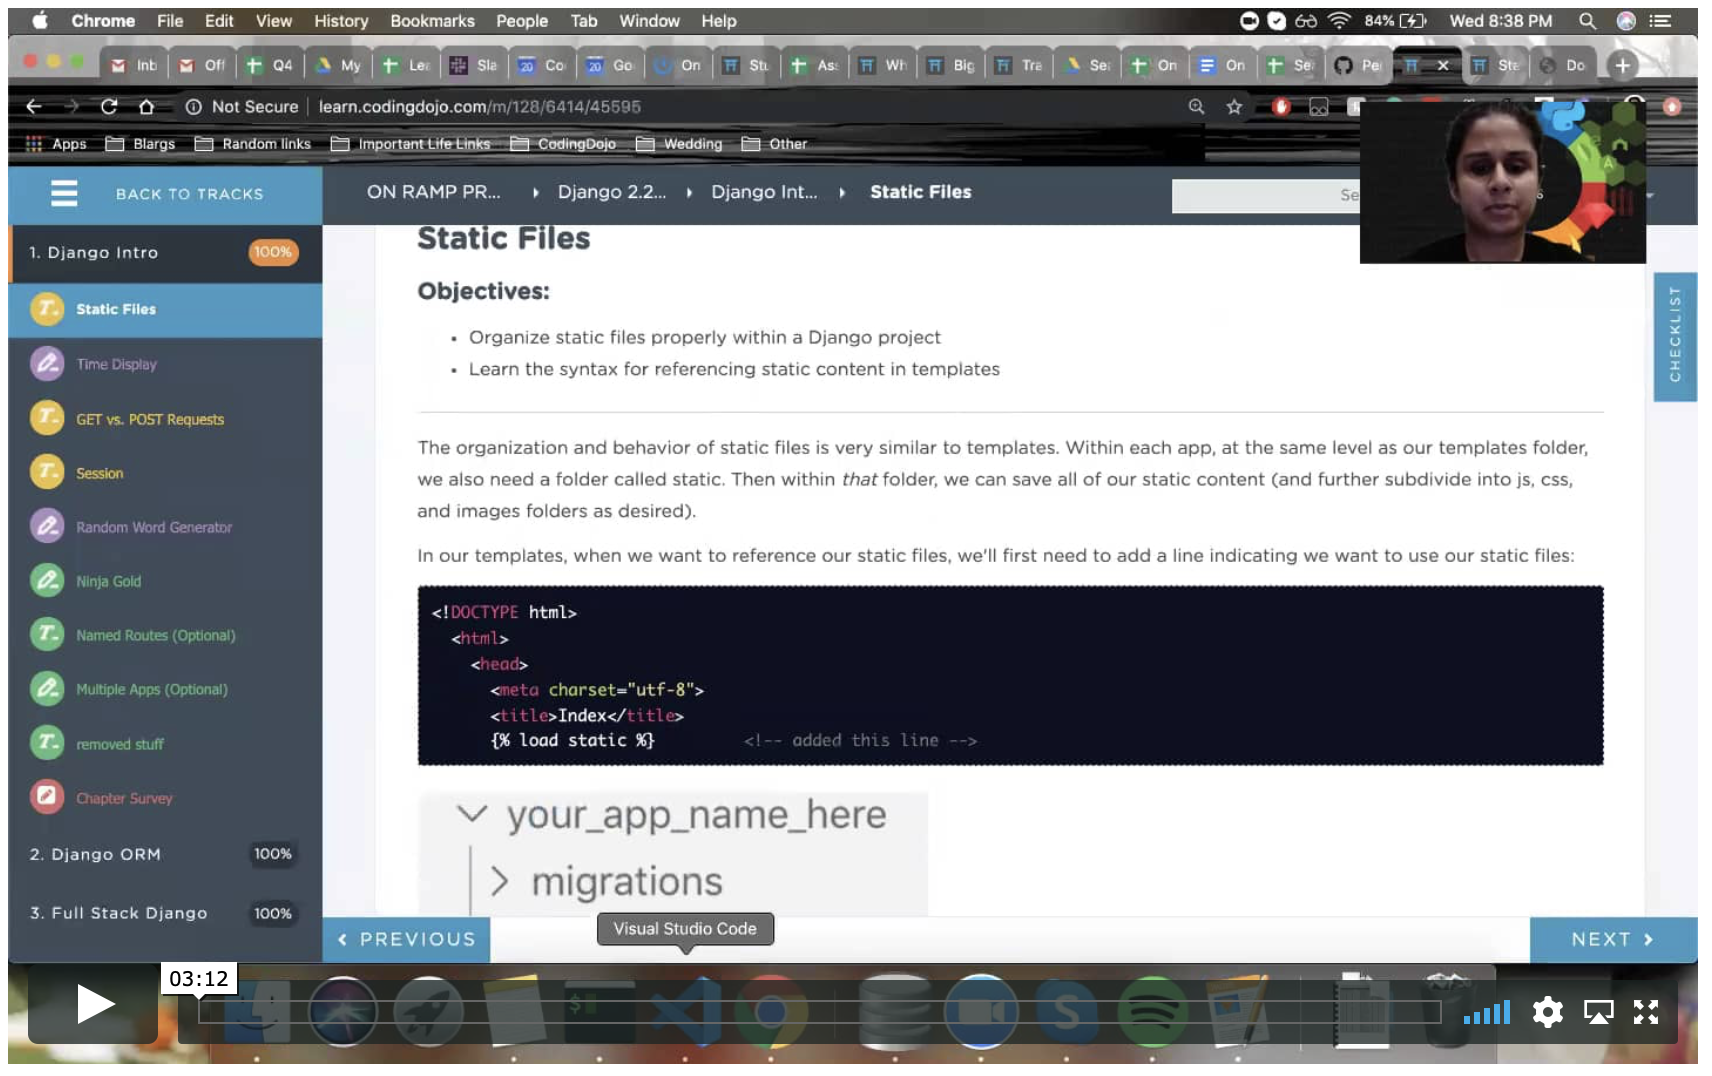 Chrome File Edit View History Bookmarks People Tab Window Help 84% Wed 8:38 PM
Inb Off Q4 My Le Sla Co Go On Stu As Wh Big Tra Se On On Se Pe Sta Do
Not Secure learn.codingdojo.com/m/128/6414/45595
Apps Blargs Random links Important Life Links CodingDojo Wedding Other
BACK TO TRACKS
ON RAMP PR... Django 2.2... Django Int... Static Files
Se
1. Django Intro 100%
Static Files
Time Display
GET vs. POST Requests
Session
Random Word Generator
Ninja Gold
Named Routes (Optional)
Multiple Apps (Optional)
removed stuff
Chapter Survey
2. Django ORM 100%
3. Full Stack Django 100%
Static Files
Objectives:
• Organize static files properly within a Django project
• Learn the syntax for referencing static content in templates
The organization and behavior of static files is very similar to templates. Within each app, at the same level as our templates folder,
we also need a folder called static. Then within that folder, we can save all of our static content (and further subdivide into js, css,
and images folders as desired).
In our templates, when we want to reference our static files, we'll first need to add a line indicating we want to use our static files:
<!DOCTYPE html>
<html>
<head>
<meta charset="utf-8">
<title>Index</title>
{% load static %} <!-- added this line -->
your_app_name_here
migrations
CHECKLIST
PREVIOUS
Visual Studio Code
NEXT
03:12